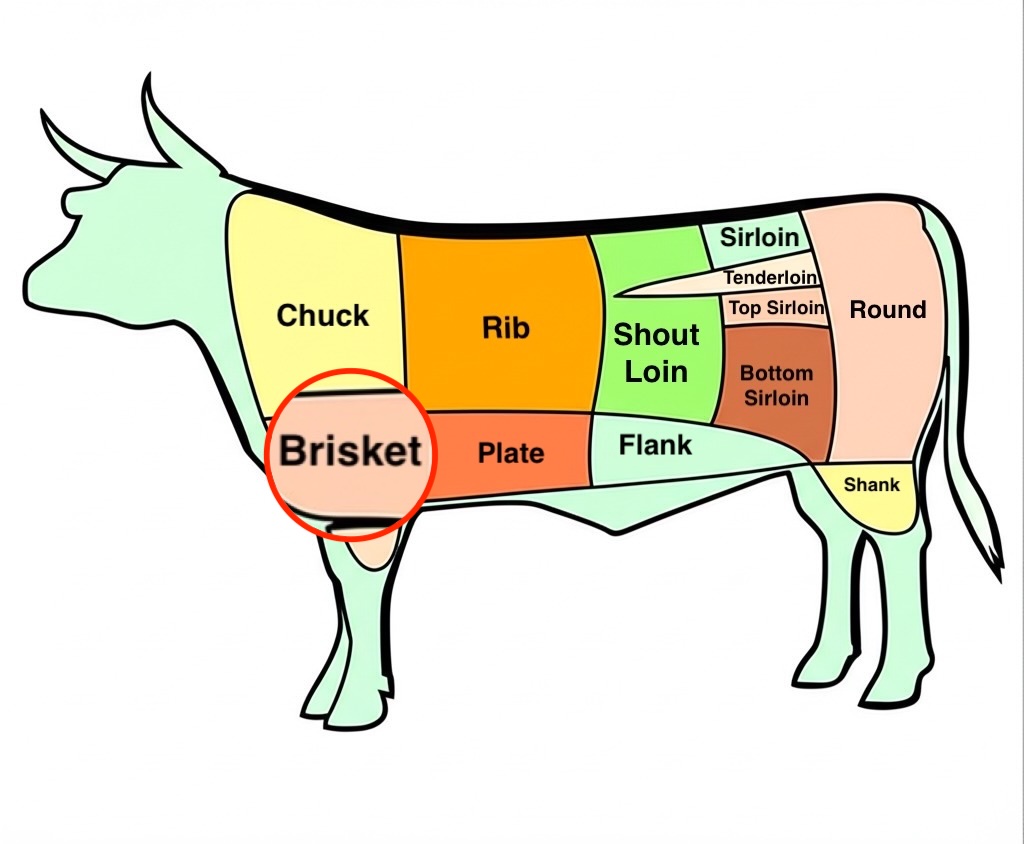 Chuck
Rib
Shout
Loin
Sirloin
Tenderloin
Top Sirloin
Bottom
Sirloin
Round
Brisket
Plate
Flank
Shank